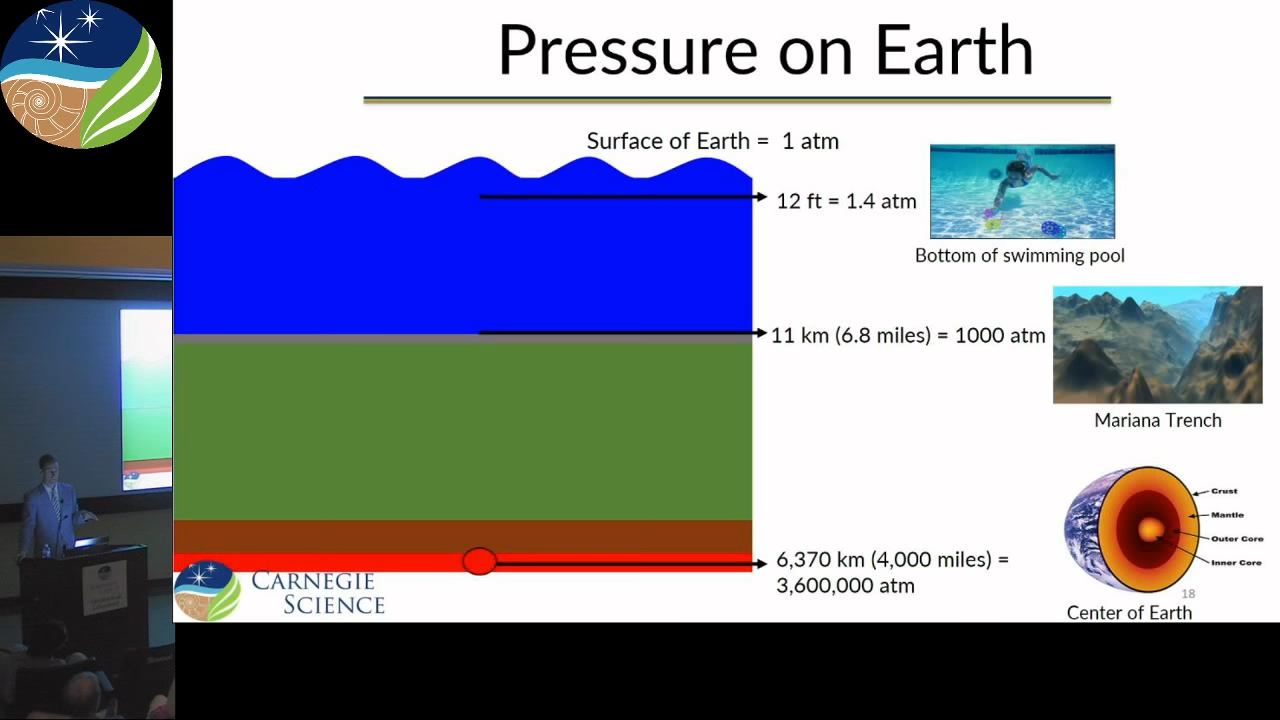 Pressure on Earth
Surface of Earth = 1 atm
12 ft = 1.4 atm
Bottom of swimming pool
11 km (6.8 miles) = 1000 atm
Mariana Trench
Crust
Mantle
Outer Core
Inner Core
6,370 km (4,000 miles) =
3,600,000 atm
18
Center of Earth
CARNEGIE
SCIENCE